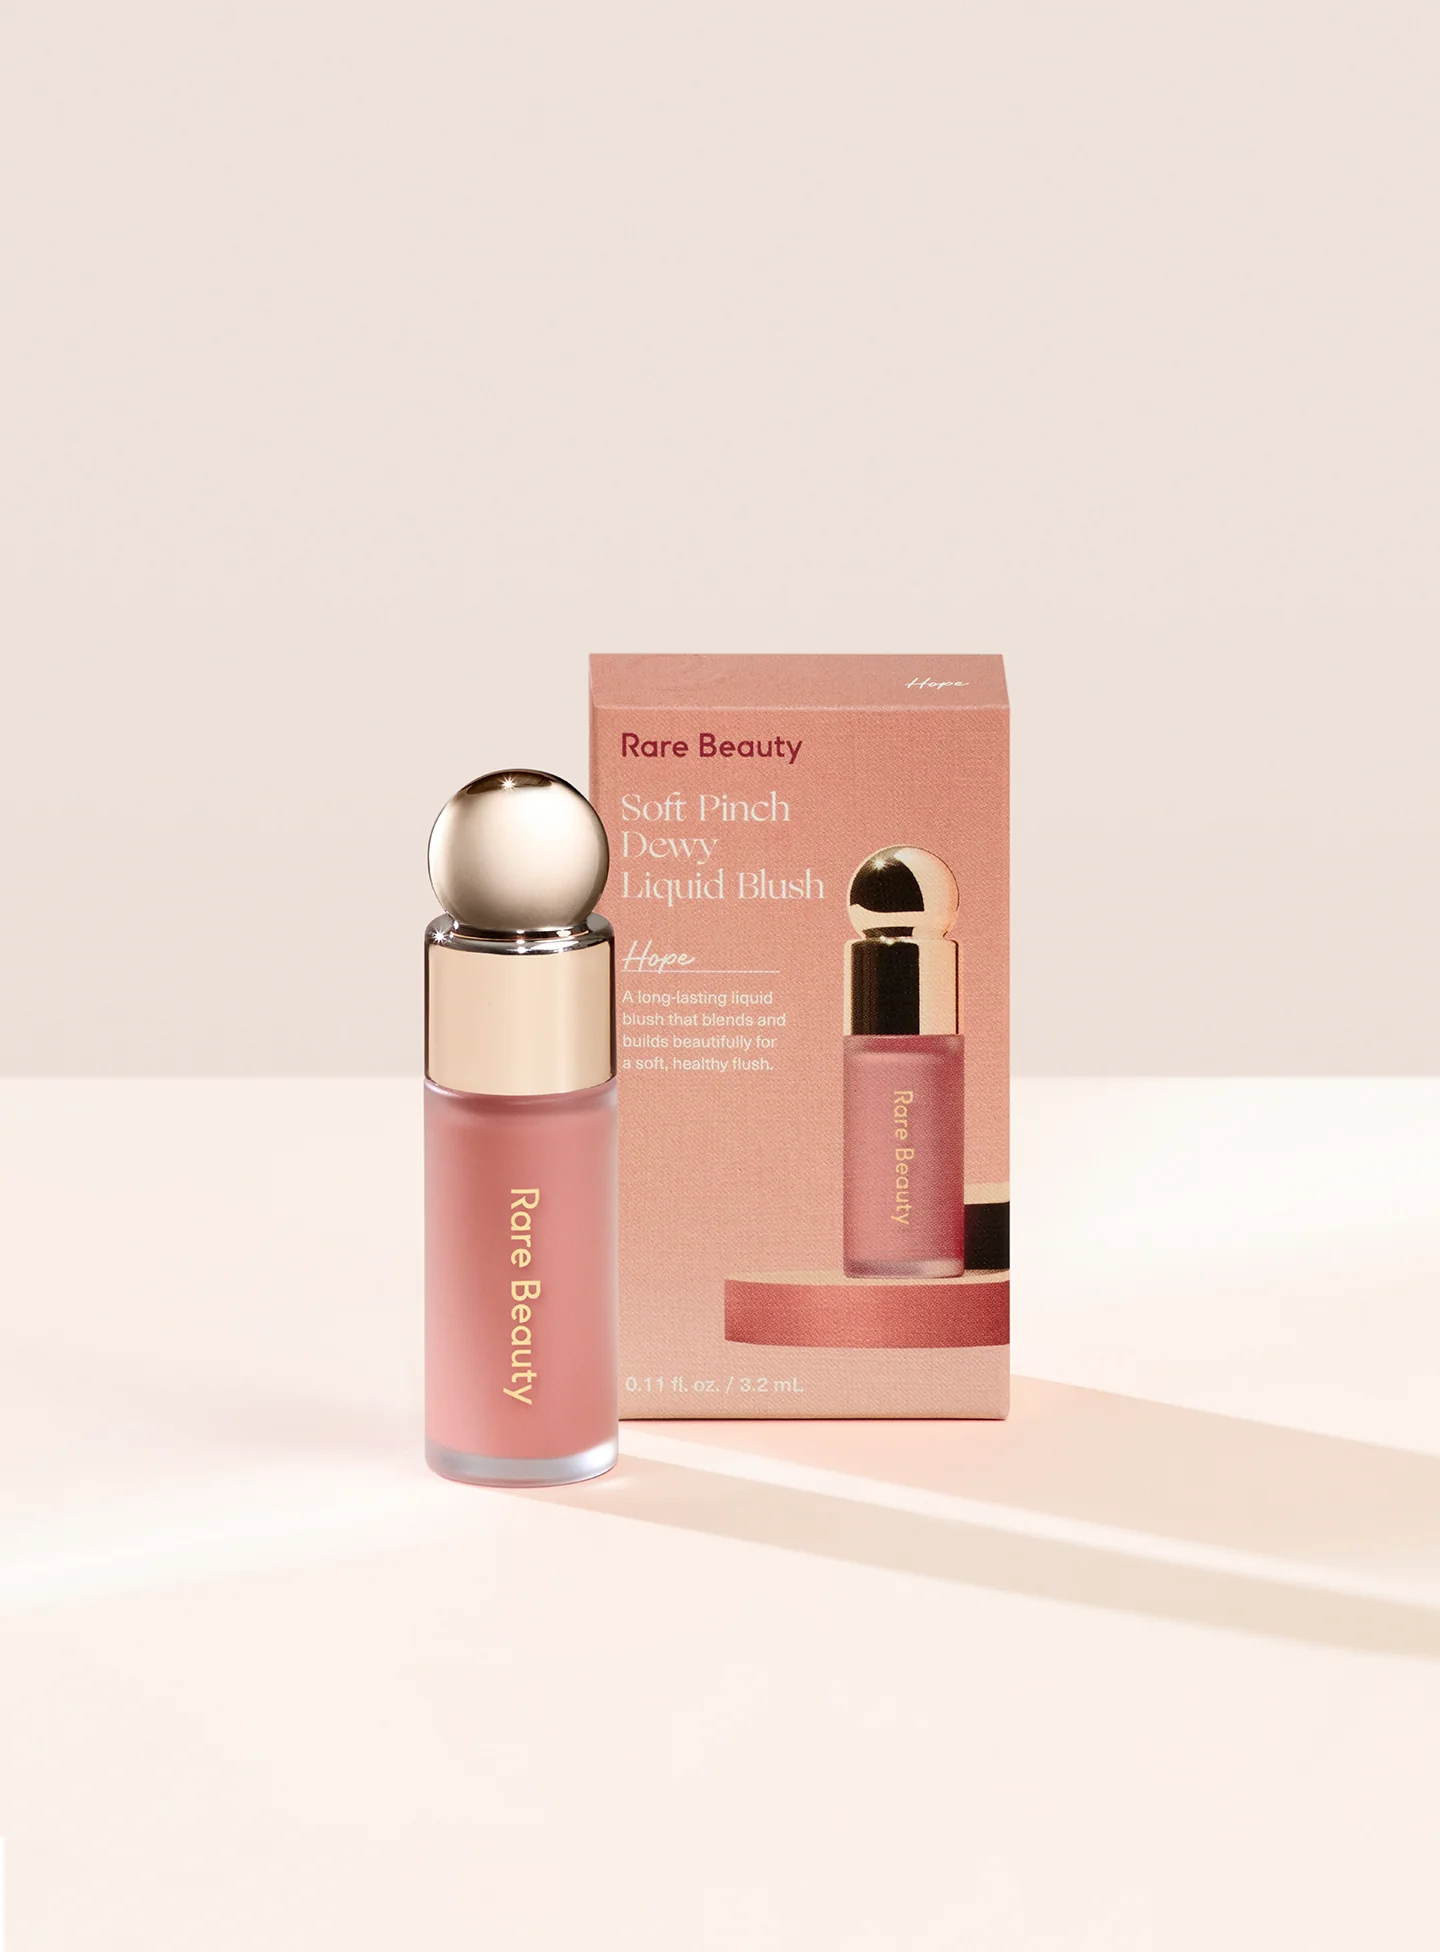 Hope
Rare Beauty
Soft Pinch
Dewy
Liquid Blush
Hope
A long-lasting liquid
blush that blends and
builds beautifully for
a soft, healthy flush.
Rare Beauty
0.11 fl. oz. / 3.2 mL
Rare Beauty